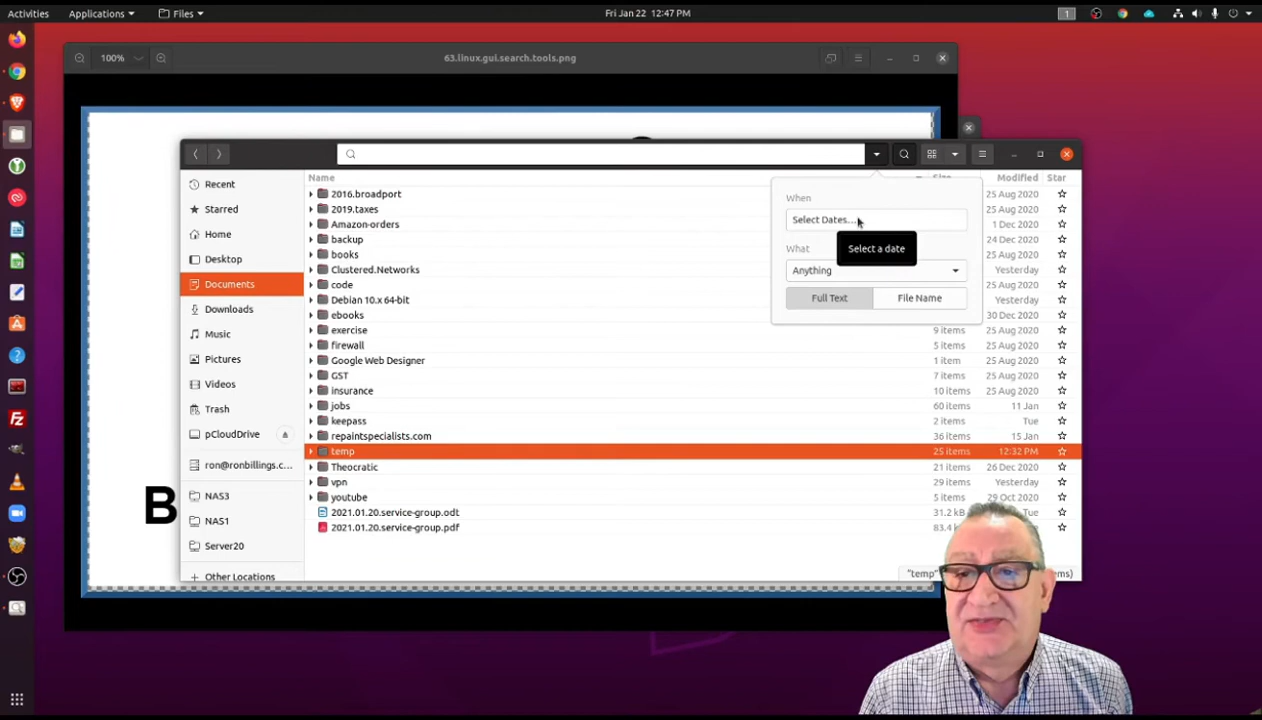 Activities Applications Files Fri Jan 22 12:47 PM 1
100% 63.linux.gui.search.tools.png
Name Size Modified Star
Recent
Starred
Home
Desktop
Documents
Downloads
Music
Pictures
Videos
Trash
pCloudDrive
ron@ronbillings.c...
NAS3
NAS1
Server20
Other Locations
2016.broadport 25 Aug 2020
2019.taxes 25 Aug 2020
Amazon-orders 1 Dec 2020
backup 24 Dec 2020
books 25 Aug 2020
Clustered.Networks Yesterday
code 25 Aug 2020
Debian 10.x 64-bit Yesterday
ebooks 30 Dec 2020
exercise 9 items 25 Aug 2020
firewall 5 items 25 Aug 2020
Google Web Designer 1 item 25 Aug 2020
GST 7 items 25 Aug 2020
insurance 10 items 25 Aug 2020
jobs 60 items 11 Jan
keepass 2 items Tue
repaintspecialists.com 36 items 15 Jan
temp 25 items 12:32 PM
Theocratic 21 items 26 Dec 2020
vpn 29 items Yesterday
youtube 5 items 29 Oct 2020
2021.01.20.service-group.odt 31.2 kB Tue
2021.01.20.service-group.pdf 83.4
When
Select Dates...
Select a date
What
Anything
Full Text File Name
B
"temp" ems)